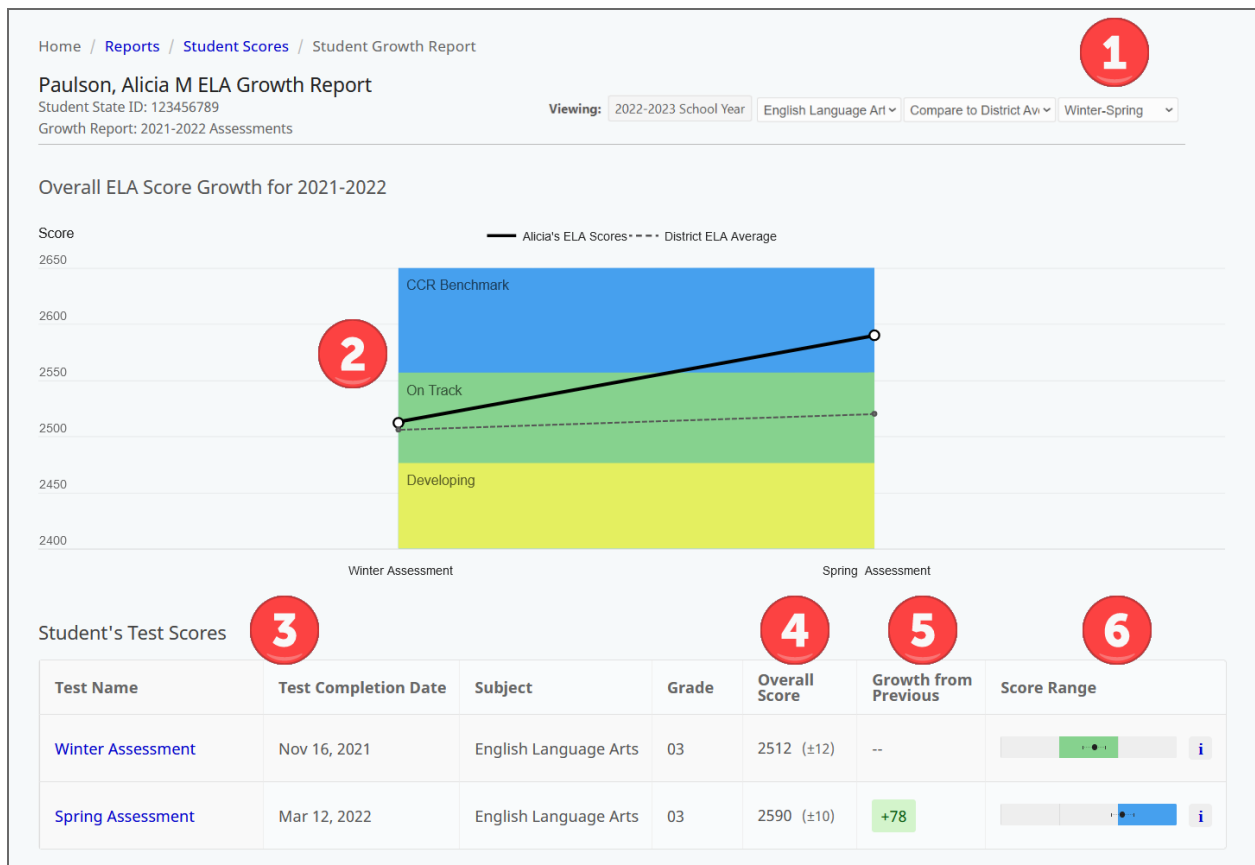 Home / Reports / Student Scores / Student Growth Report
1
Paulson, Alicia M ELA Growth Report
Student State ID: 123456789
Growth Report: 2021-2022 Assessments
Viewing: 2022-2023 School Year English Language Art Compare to District Av Winter-Spring
Overall ELA Score Growth for 2021-2022
Score
Alicia's ELA Scores District ELA Average
2650
CCR Benchmark
2600
2
2550
On Track
2500
2450
Developing
2400
Winter Assessment Spring Assessment
Student's Test Scores 3 4 5 6
Test Name Test Completion Date Subject Grade Overall Score Growth from Previous Score Range
Winter Assessment Nov 16, 2021 English Language Arts 03 2512 (±12) -- i
Spring Assessment Mar 12, 2022 English Language Arts 03 2590 (±10) +78 i